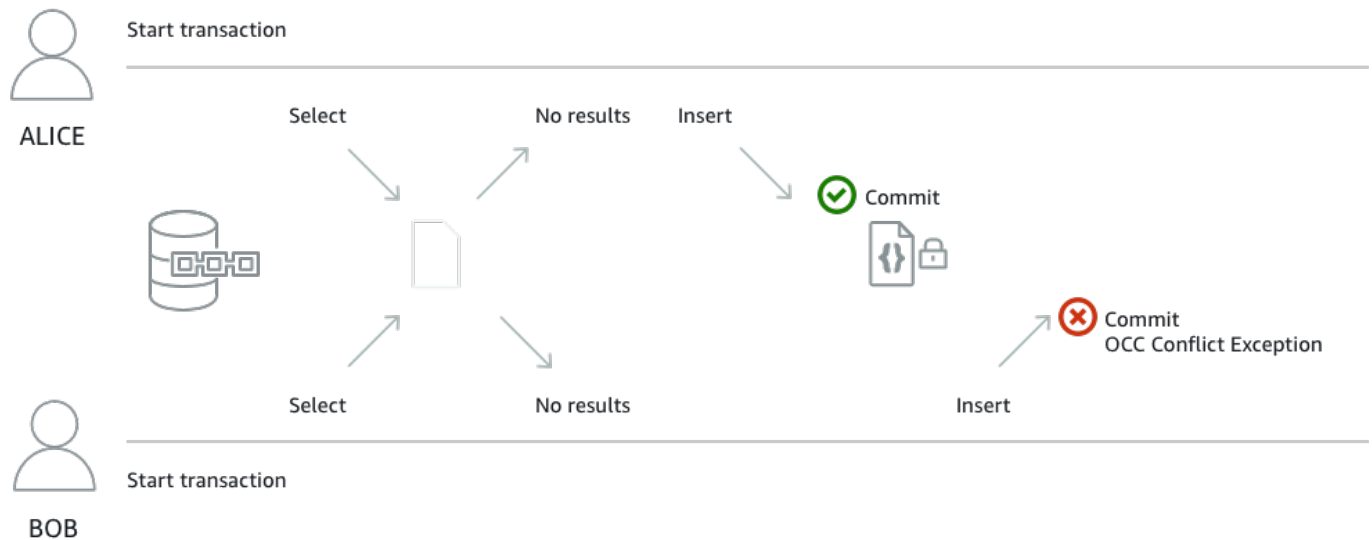 Start transaction
ALICE
Select
No results
Insert
Commit
{}
Commit
OCC Conflict Exception
Select
No results
Insert
Start transaction
BOB